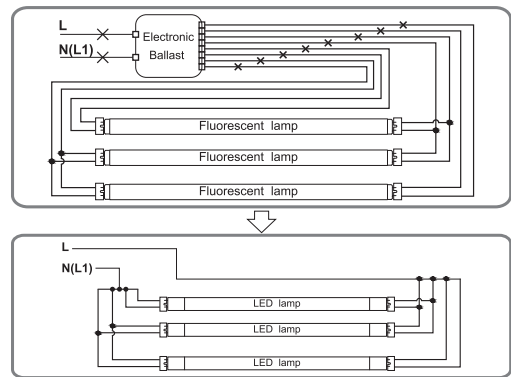 L
N(L1)
Electronic
Ballast
Fluorescent lamp
Fluorescent lamp
Fluorescent lamp
L
N(L1)
LED lamp
LED lamp
LED lamp